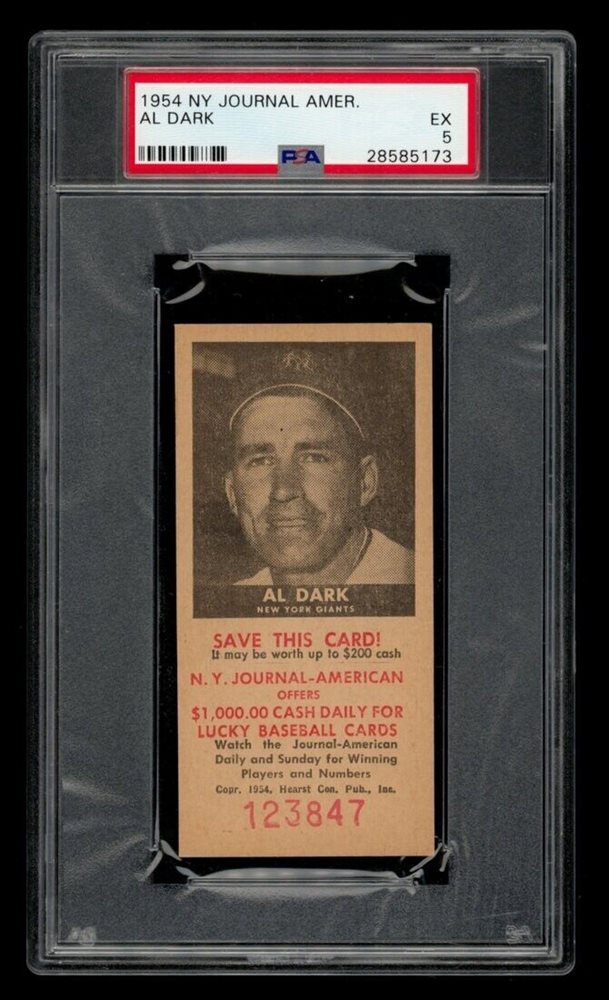 1954 NY JOURNAL AMER.
AL DARK
EX
5
PSA
28585173
AL DARK
NEW YORK GIANTS
SAVE THIS CARD!
It may be worth up to $200 cash
N. Y. JOURNAL-AMERICAN
OFFERS
$1,000.00 CASH DAILY FOR
LUCKY BASEBALL CARDS
Watch the Journal-American
Daily and Sunday for Winning
Players and Numbers
Copr. 1954, Hearst Con. Pub., Inc.
123847